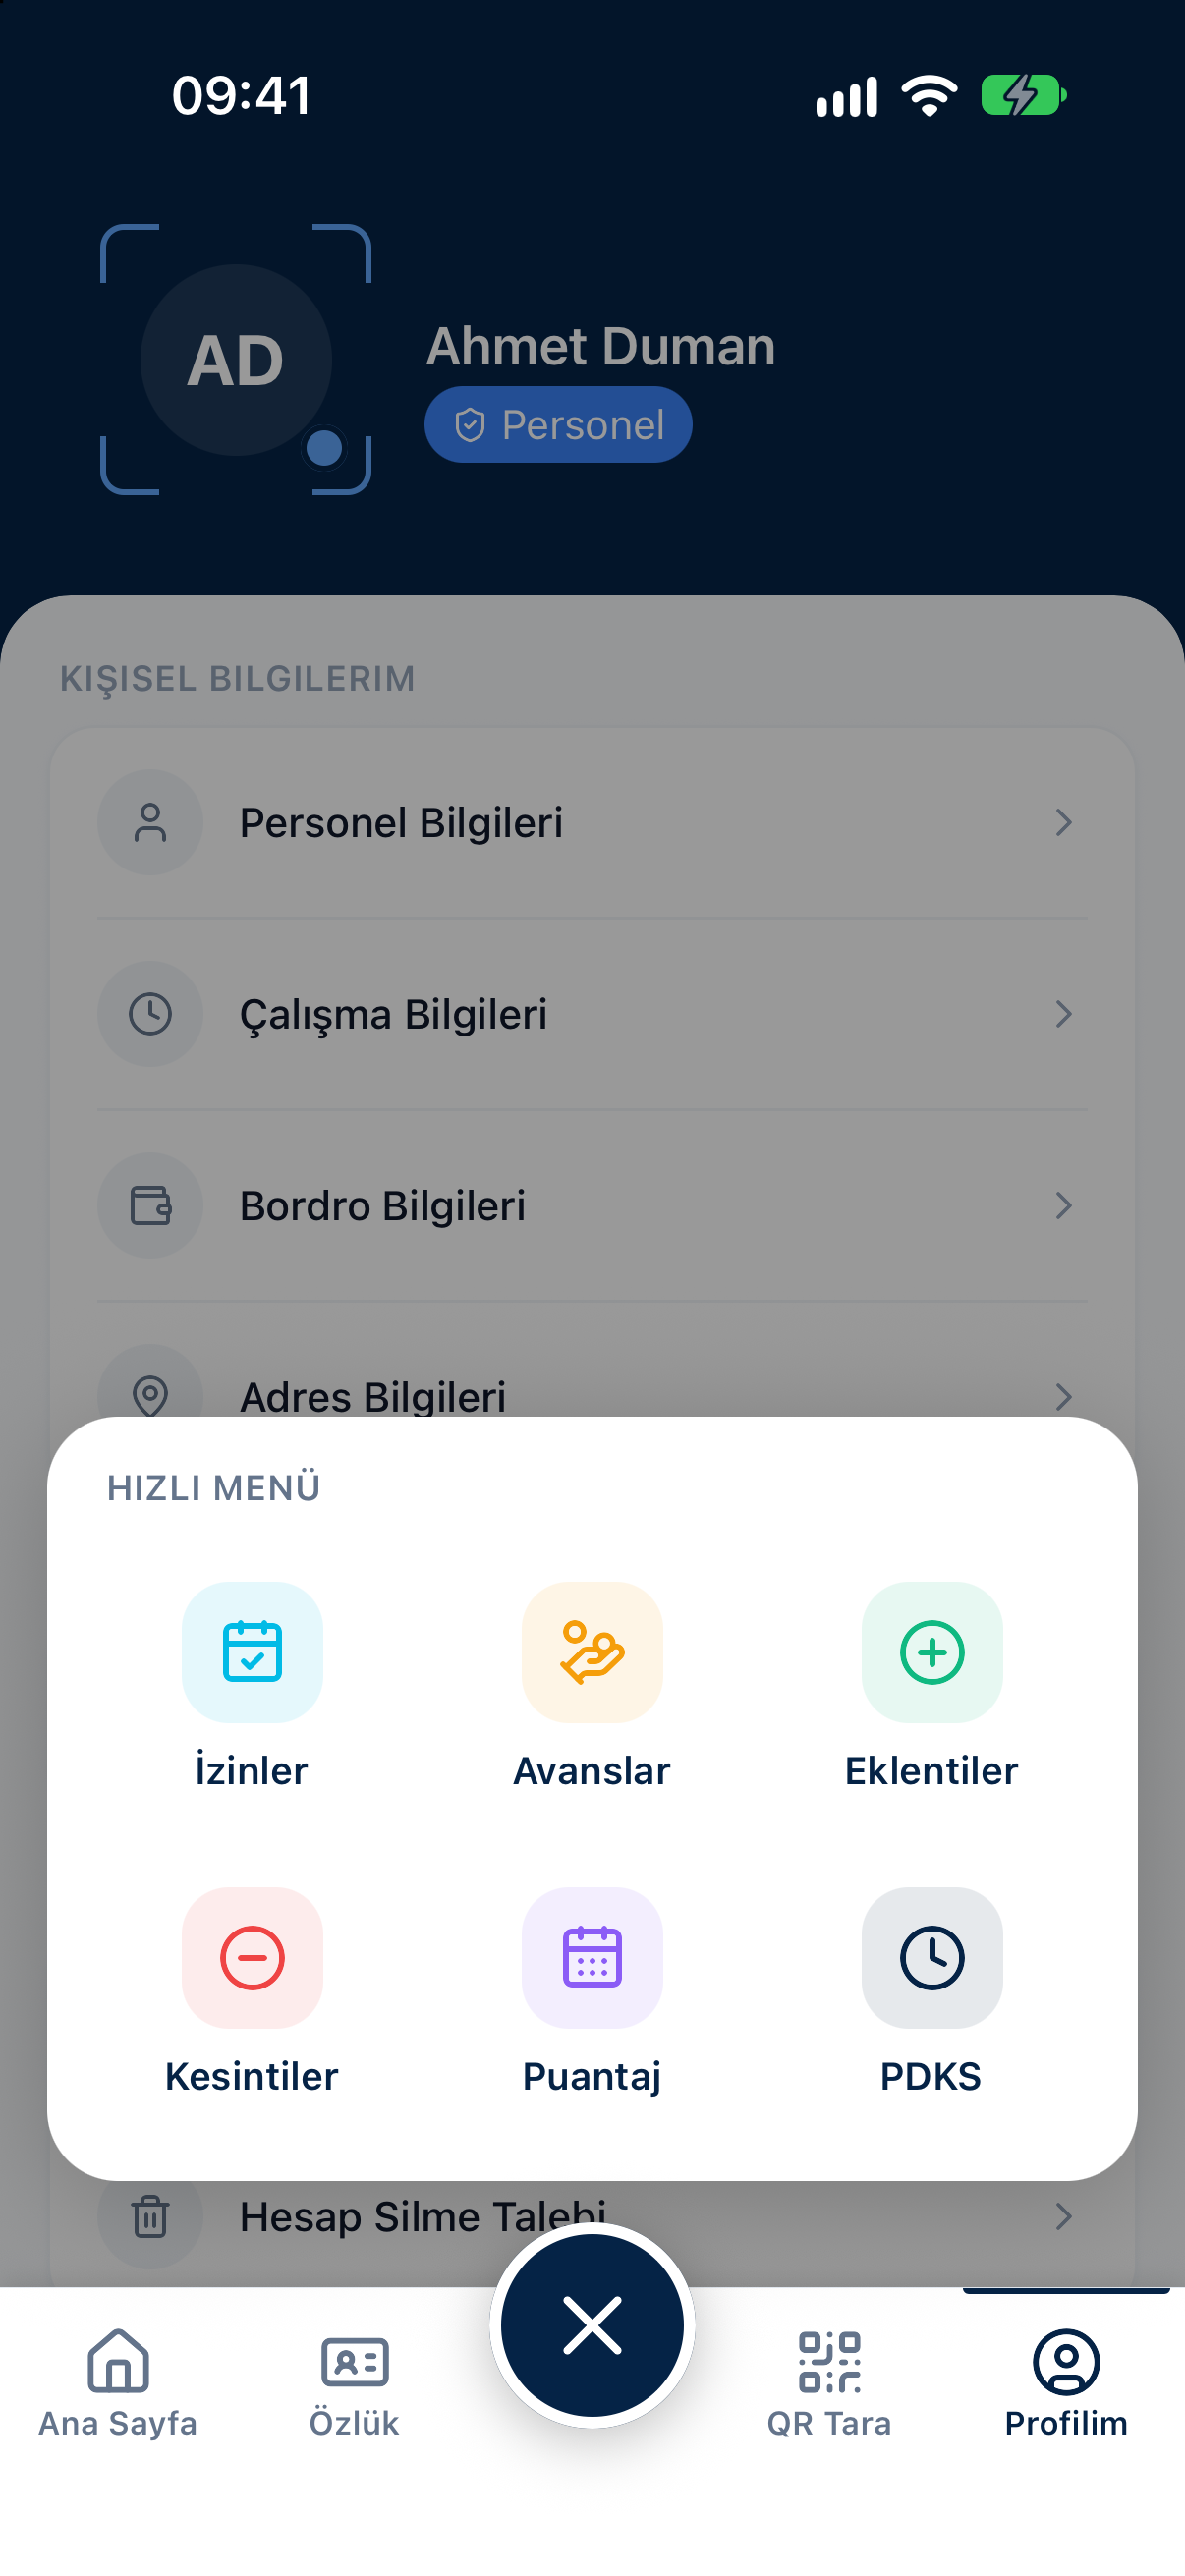 09:41
AD
Ahmet Duman
Personel
KIŞISEL BILGILERIM
Personel Bilgileri
Çalışma Bilgileri
Bordro Bilgileri
Adres Bilgileri
HIZLI MENÜ
İzinler
Avanslar
Eklentiler
Kesintiler
Puantaj
PDKS
Hesap Silme Talebi
Ana Sayfa
Özlük
QR Tara
Profilim